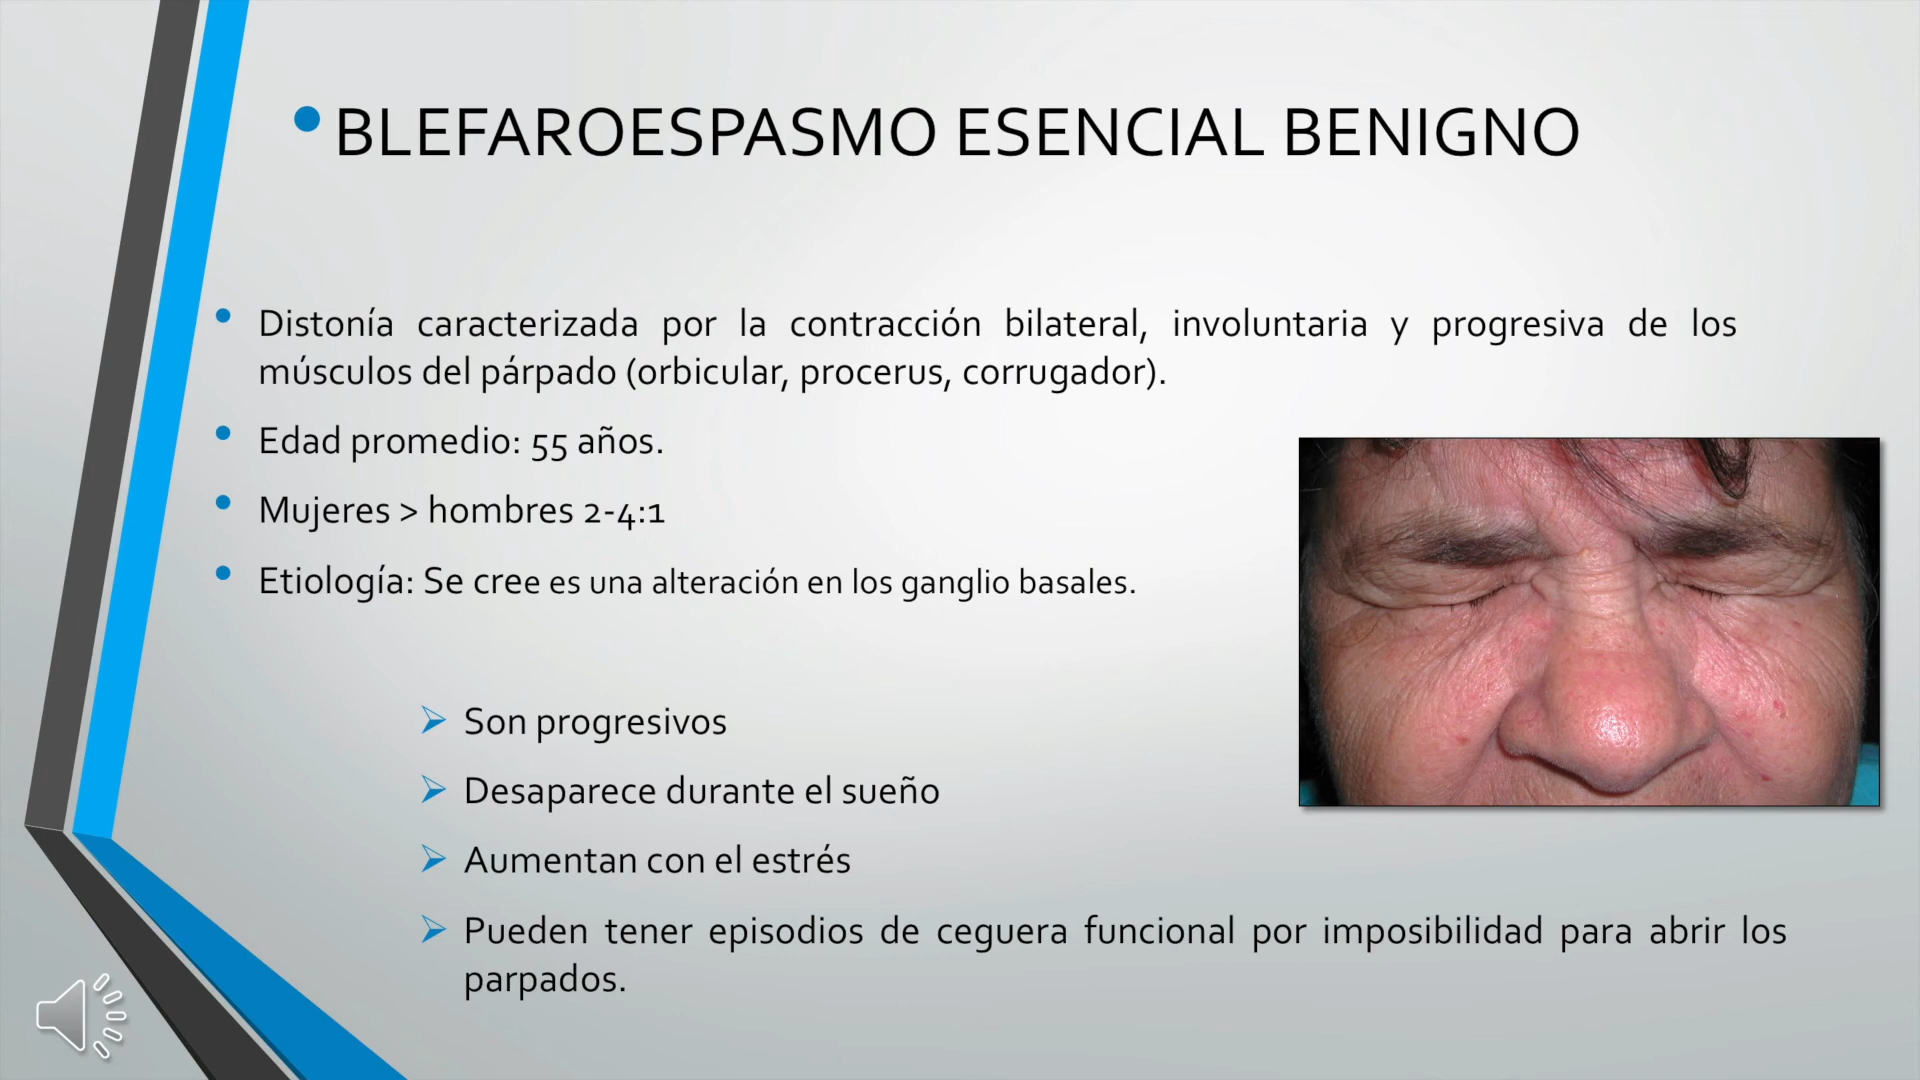 BLEFAROESPASMO ESENCIAL BENIGNO
Distonía caracterizada por la contracción bilateral, involuntaria y progresiva de los
músculos del párpado (orbicular, procerus, corrugador).
Edad promedio: 55 años.
Mujeres > hombres 2-4:1
Etiología: Se cree es una alteración en los ganglio basales.
Son progresivos
Desaparece durante el sueño
Aumentan con el estrés
Pueden tener episodios de ceguera funcional por imposibilidad para abrir los
parpados.